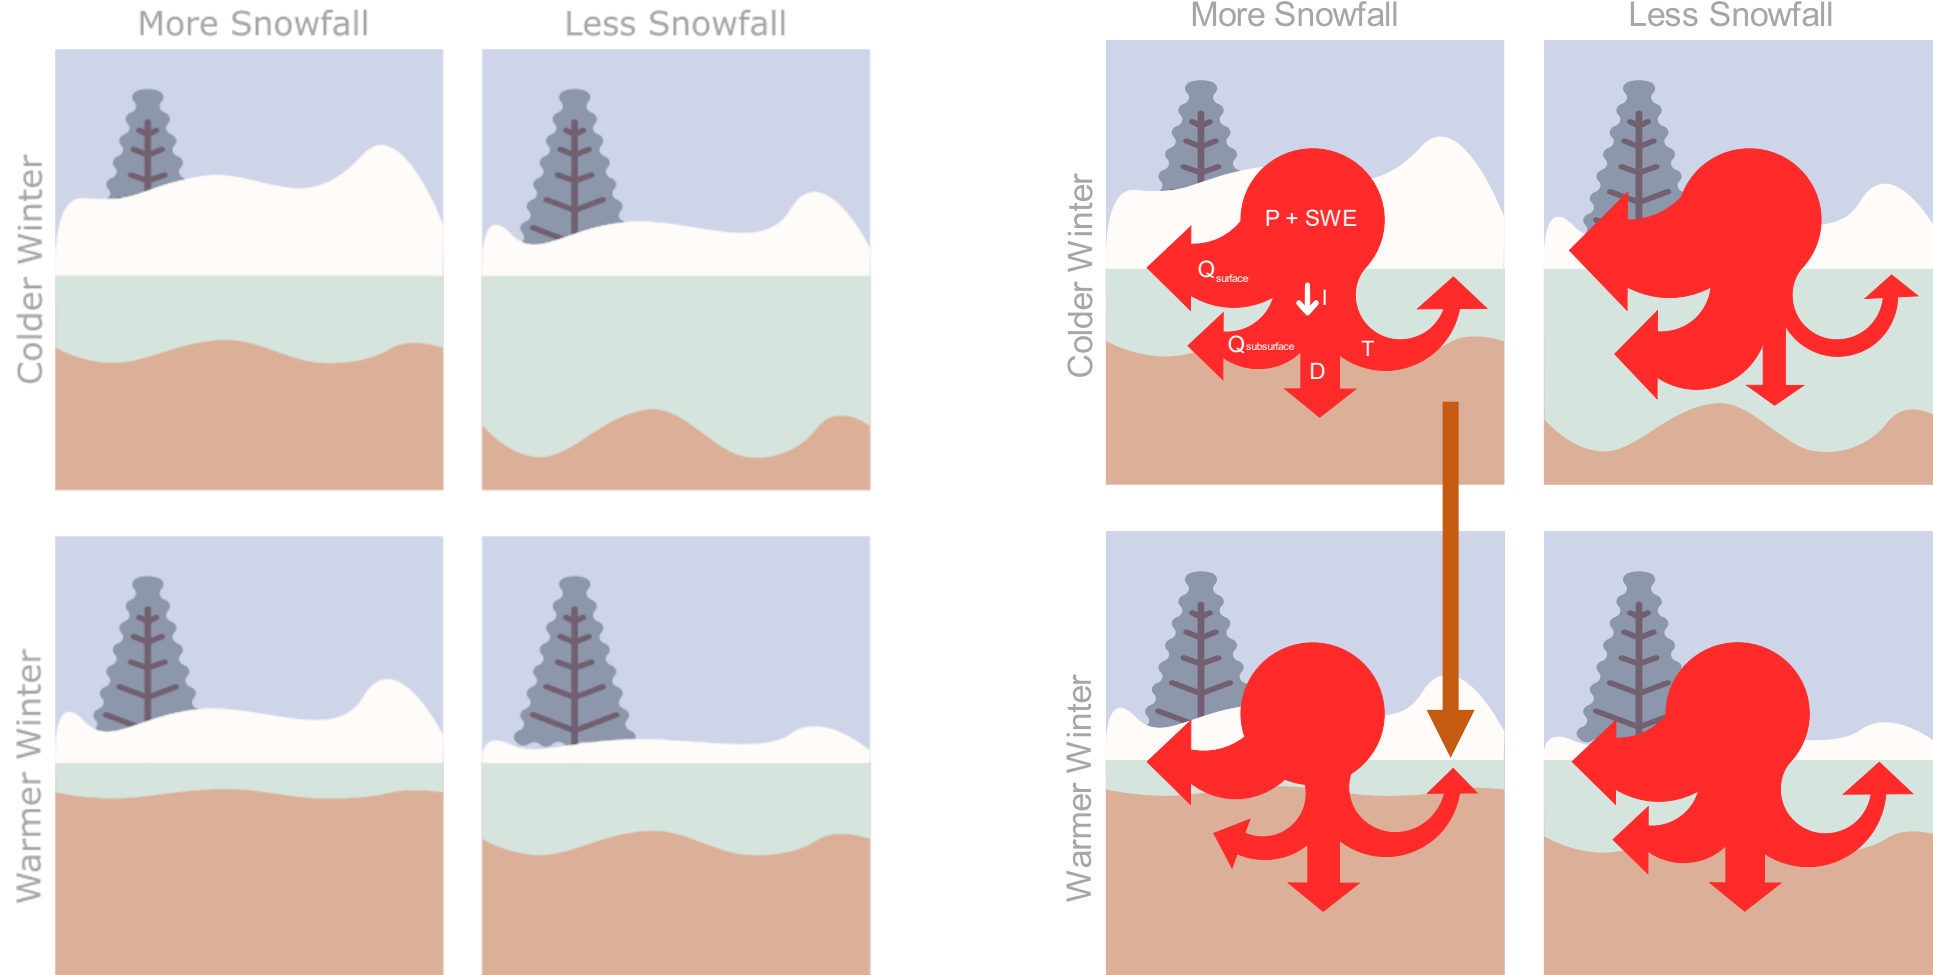 More Snowfall
Less Snowfall
More Snowfall
Less Snowfall
Colder Winter
Colder Winter
P + SWE
Qsurface
I
Qsubsurface
T
D
Warmer Winter
Warmer Winter